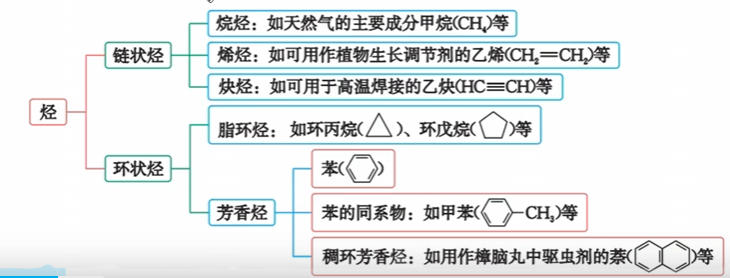 烷烃：如天然气的主要成分甲烷(CH₄)等
链状烃
烯烃：如可用作植物生长调节剂的乙烯(CH₂＝CH₂)等
炔烃：如可用于高温焊接的乙炔(HC≡CH)等
烃
脂环烃： 如环丙烷( )、环戊烷( )等
环状烃
苯( )
芳香烃
苯的同系物：如甲苯( －CH₃)等
稠环芳香烃：如用作樟脑丸中驱虫剂的萘( )等